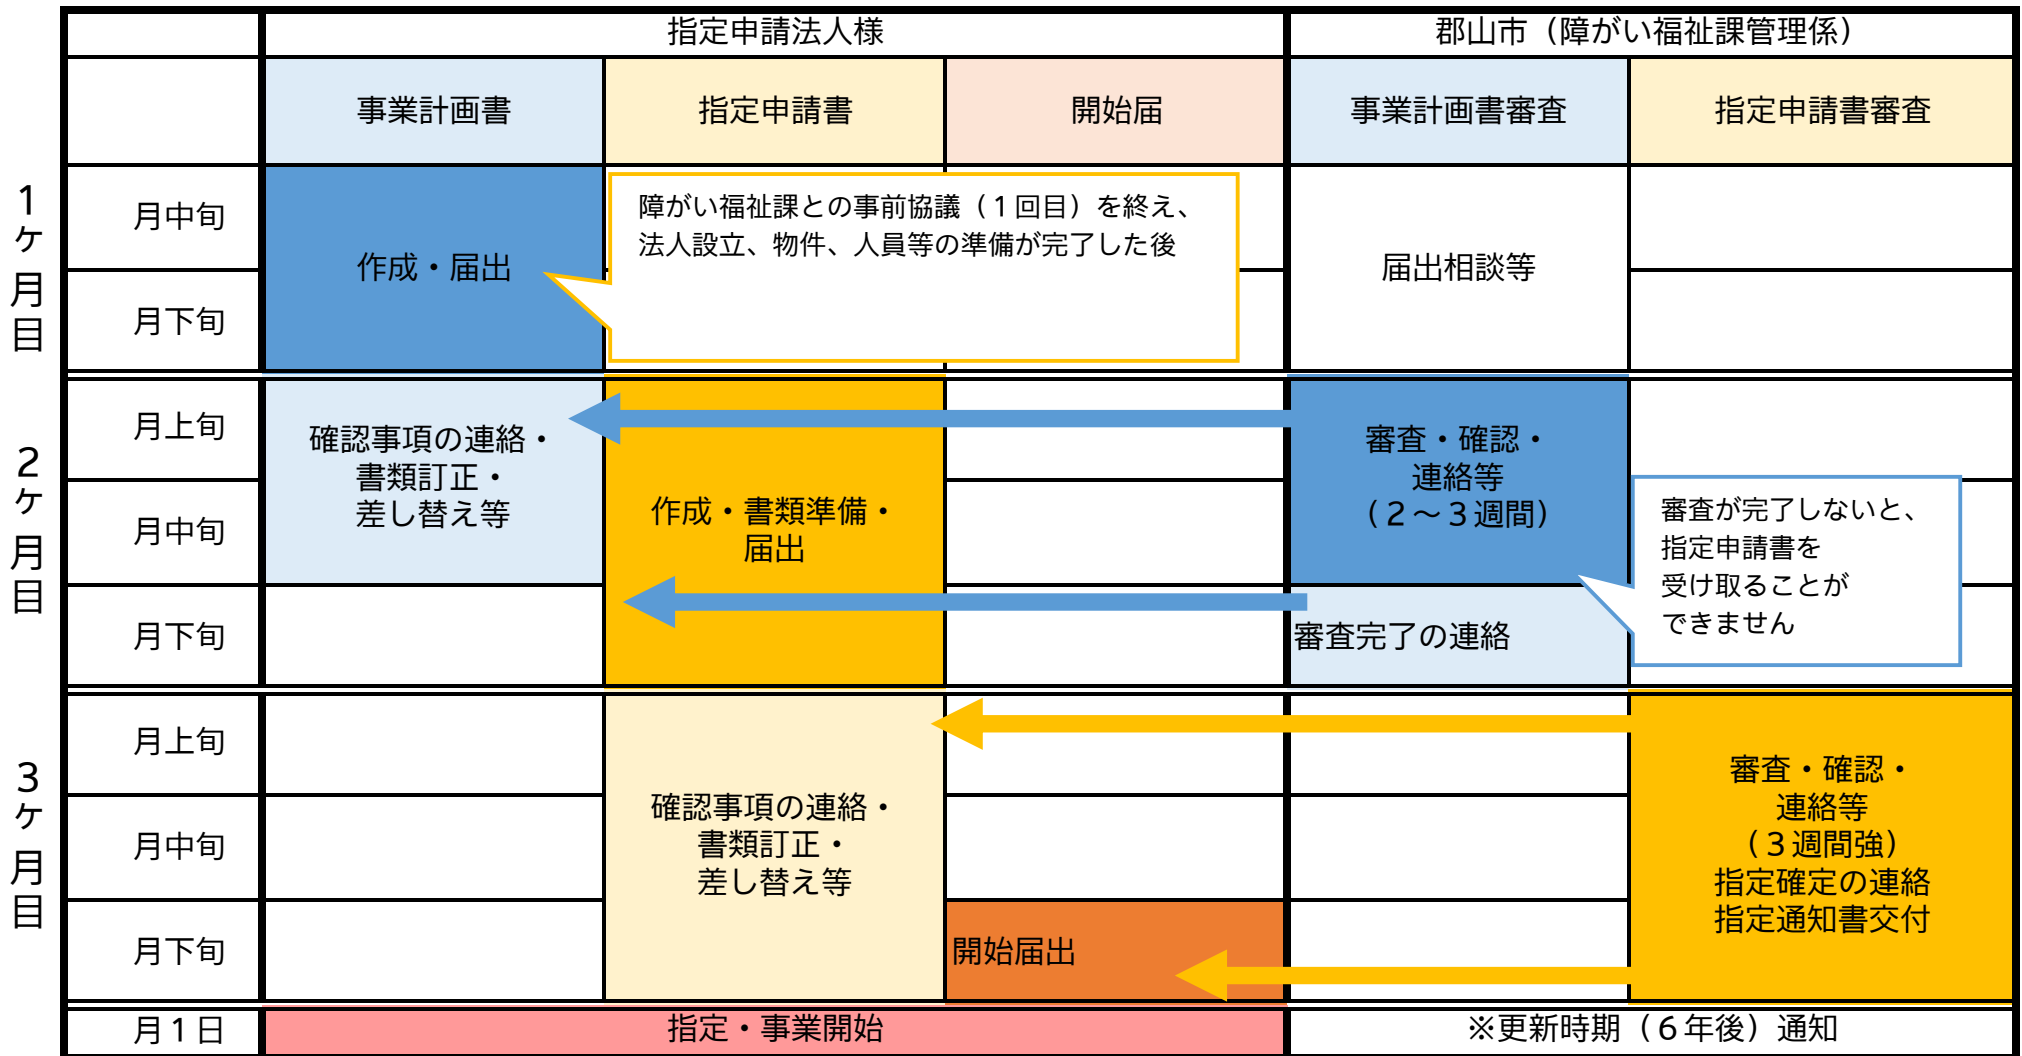 指定申請法人様
郡山市（障がい福祉課管理係）
事業計画書
指定申請書
開始届
事業計画書審査
指定申請書審査
1ヶ月目
月中旬
月下旬
作成・届出
障がい福祉課との事前協議（１回目）を終え、
法人設立、物件、人員等の準備が完了した後
届出相談等
2ヶ月目
月上旬
月中旬
月下旬
確認事項の連絡・
書類訂正・
差し替え等
作成・書類準備・
届出
審査・確認・
連絡等
（２～３週間）
審査完了の連絡
審査が完了しないと、
指定申請書を
受け取ることが
できません
3ヶ月目
月上旬
月中旬
月下旬
確認事項の連絡・
書類訂正・
差し替え等
開始届出
審査・確認・
連絡等
（３週間強）
指定確定の連絡
指定通知書交付
月１日
指定・事業開始
※更新時期（６年後）通知